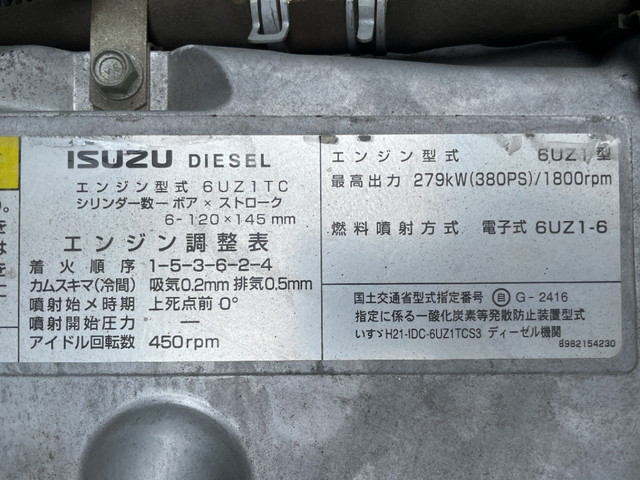 ISUZU DIESEL
エンジン型式 6UZ1TC
シリンダー数－ボア×ストローク
6-120×145mm
エンジン調整表
着火順序 1-5-3-6-2-4
カムスキマ(冷間) 吸気0.2mm 排気0.5mm
噴射始メ時期 上死点前 0°
噴射開始圧力 —
アイドル回転数 450rpm
エンジン型式 6UZ1型
最高出力 279kW(380PS)/1800rpm
燃料噴射方式 電子式 6UZ1-6
国土交通省型式指定番号 自 G-2416
指定に係る一酸化炭素等発散防止装置型式
いすゞH21-IDC-6UZ1TCS3 ディーゼル機関
8982154230